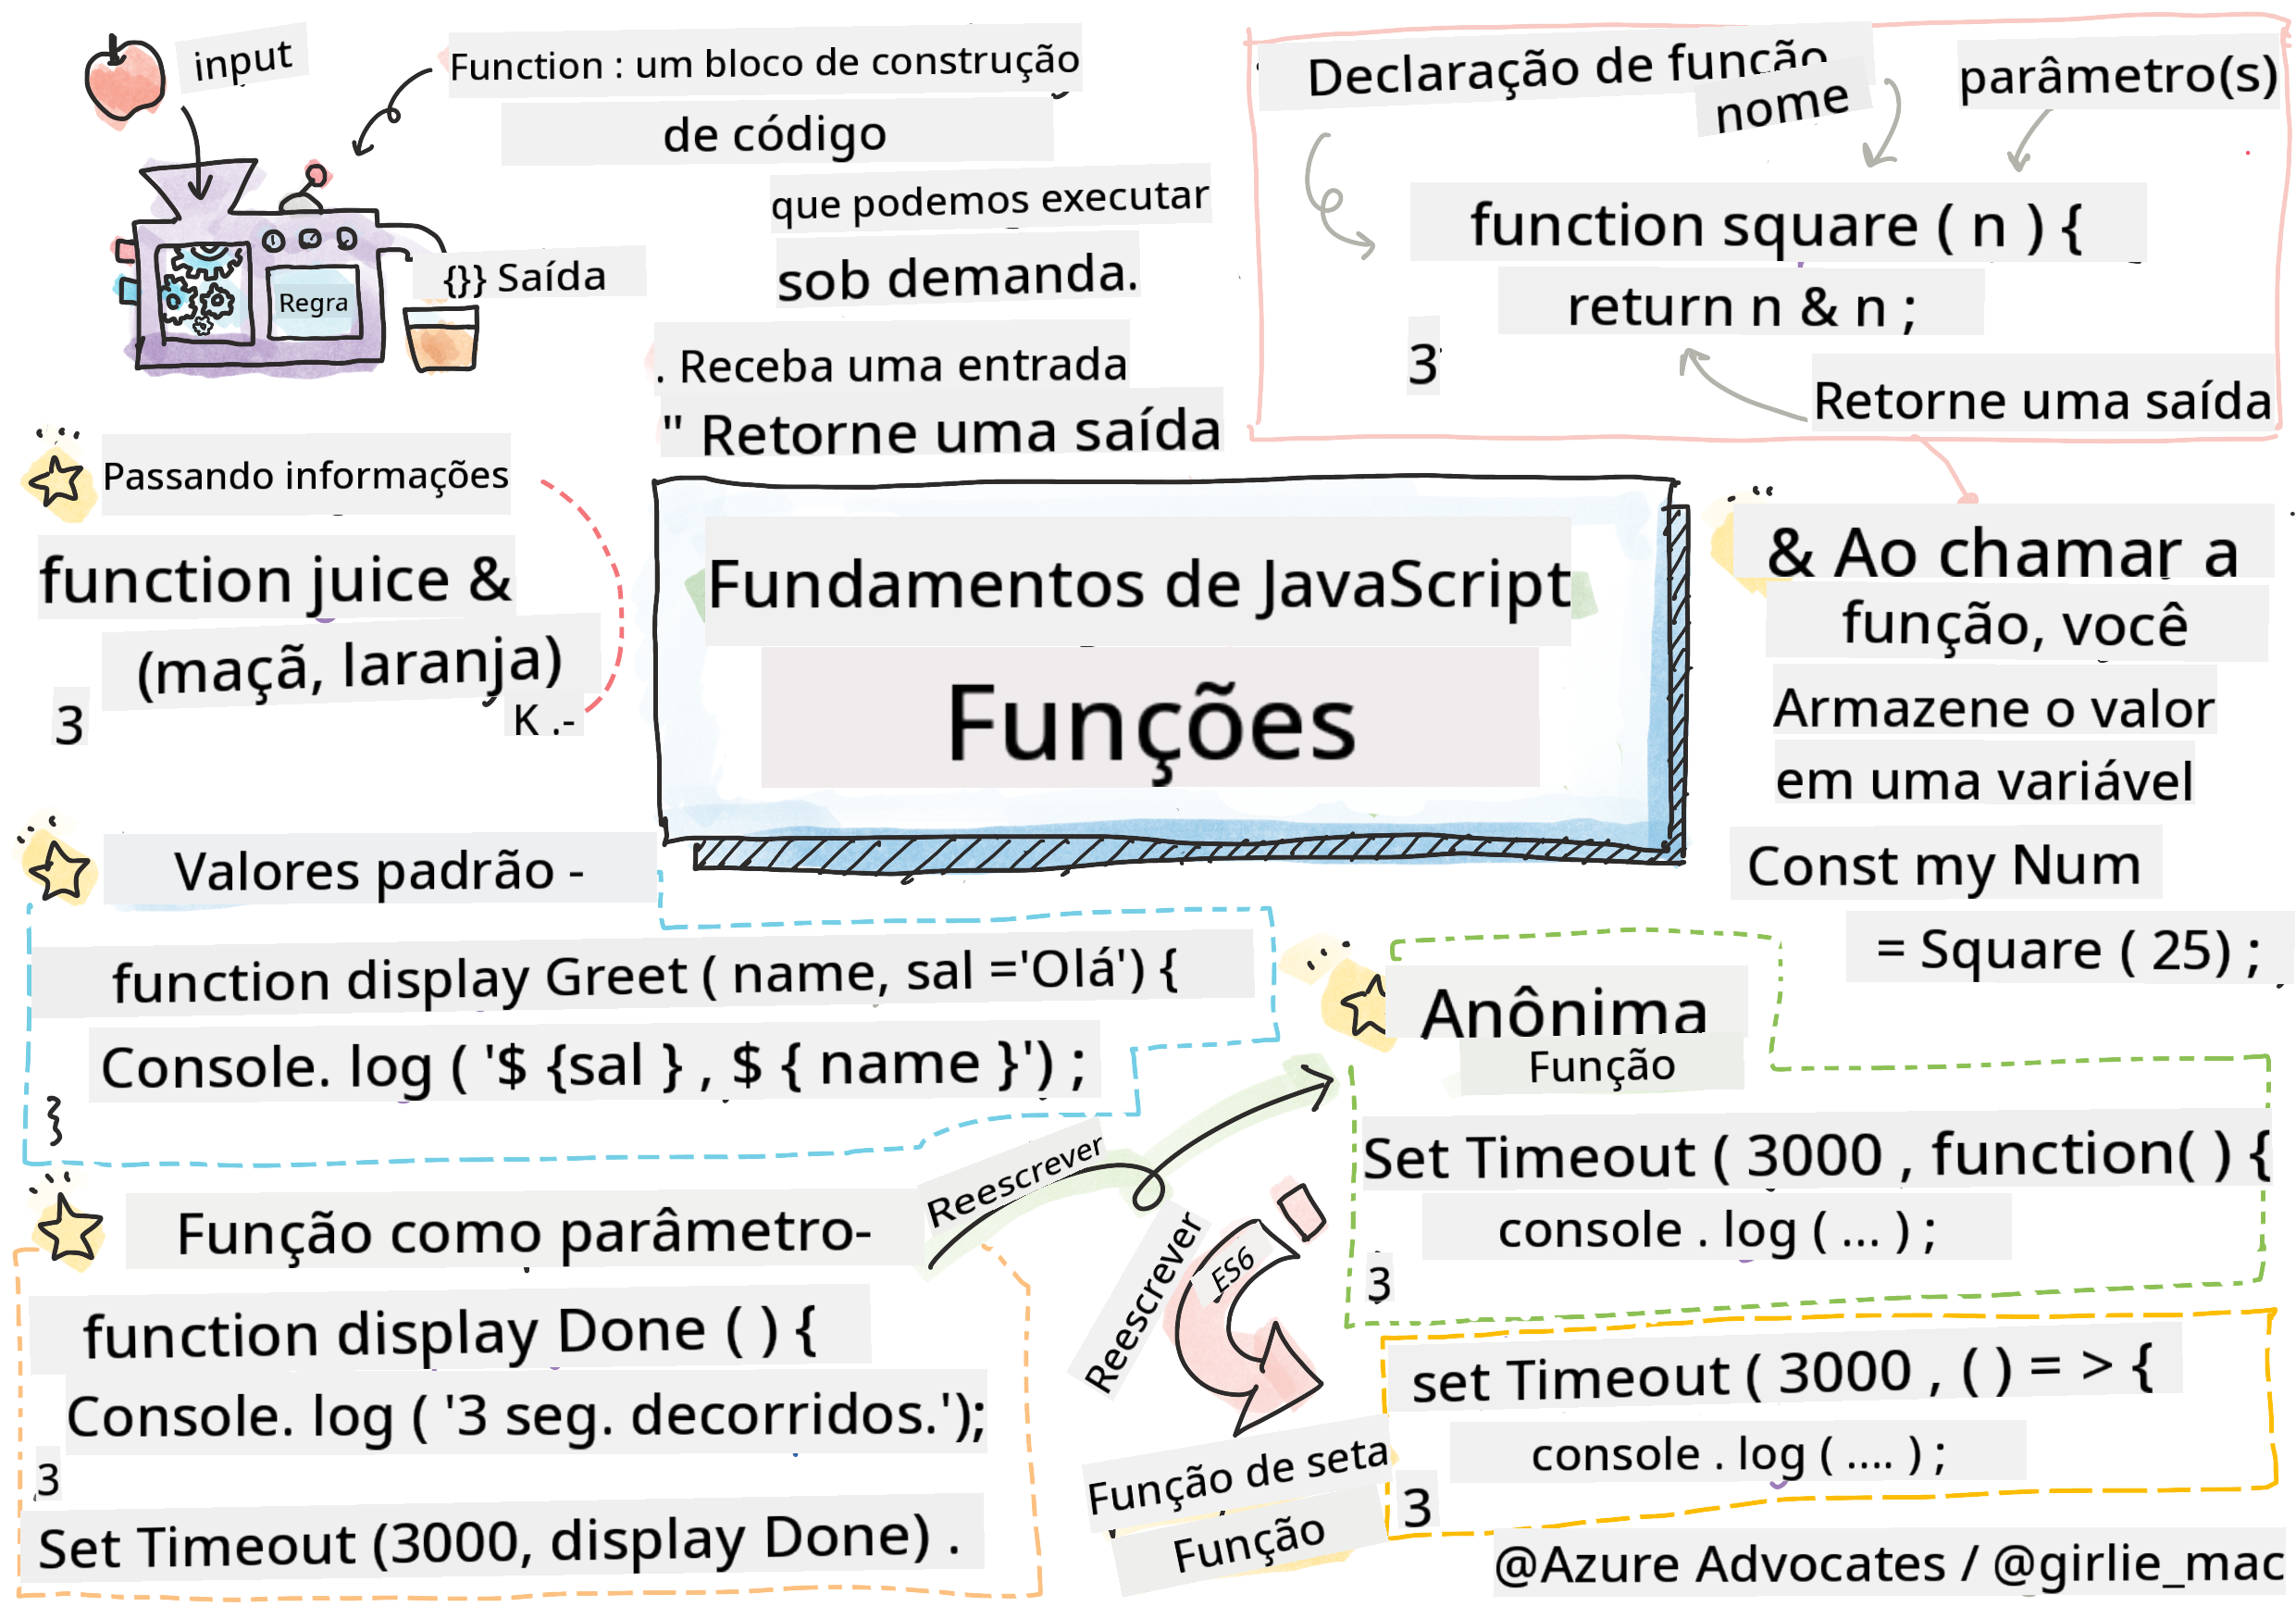 input
Function : um bloco de construção
de código
que podemos executar
sob demanda.
{}} Saída
Regra
. Receba uma entrada
" Retorne uma saída
Declaração de função
nome
parâmetro(s)
function square ( n ) {
return n & n ;
3
Retorne uma saída
Passando informações
function juice &
(maçã, laranja)
3
K .-
Fundamentos de JavaScript
Funções
& Ao chamar a
função, você
Armazene o valor
em uma variável
Const my Num
= Square ( 25) ;
Valores padrão -
function display Greet ( name, sal ='Olá') {
Console. log ( '$ {sal } , $ { name }') ;
}
Função como parâmetro-
function display Done ( ) {
Console. log ( '3 seg. decorridos.');
3
Set Timeout (3000, display Done) .
Reescrever
Reescrever
ES6
Anônima
Função
Set Timeout ( 3000 , function( ) {
console . log ( ... ) ;
3
Função de seta
Função
set Timeout ( 3000 , ( ) = > {
console . log ( .... ) ;
3
@Azure Advocates / @girlie_mac